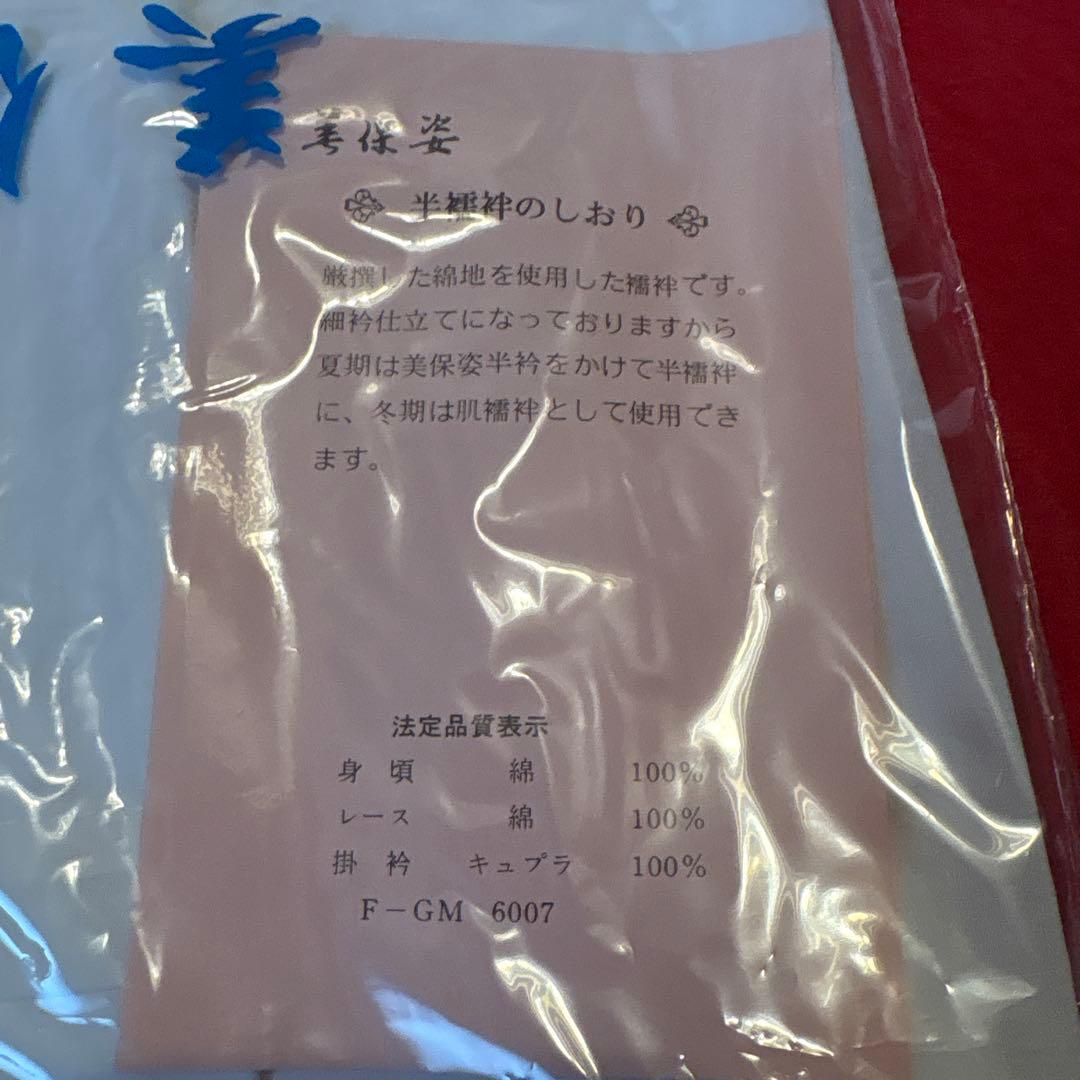 美
美保姿
半襦袢のしおり
厳撰した綿地を使用した襦袢です。
細衿仕立てになっておりますから
夏期は美保姿半衿をかけて半襦袢
に、冬期は肌襦袢として使用でき
ます。
法定品質表示
身頃 綿 100%
レース 綿 100%
掛衿 キュプラ 100%
F-GM 6007